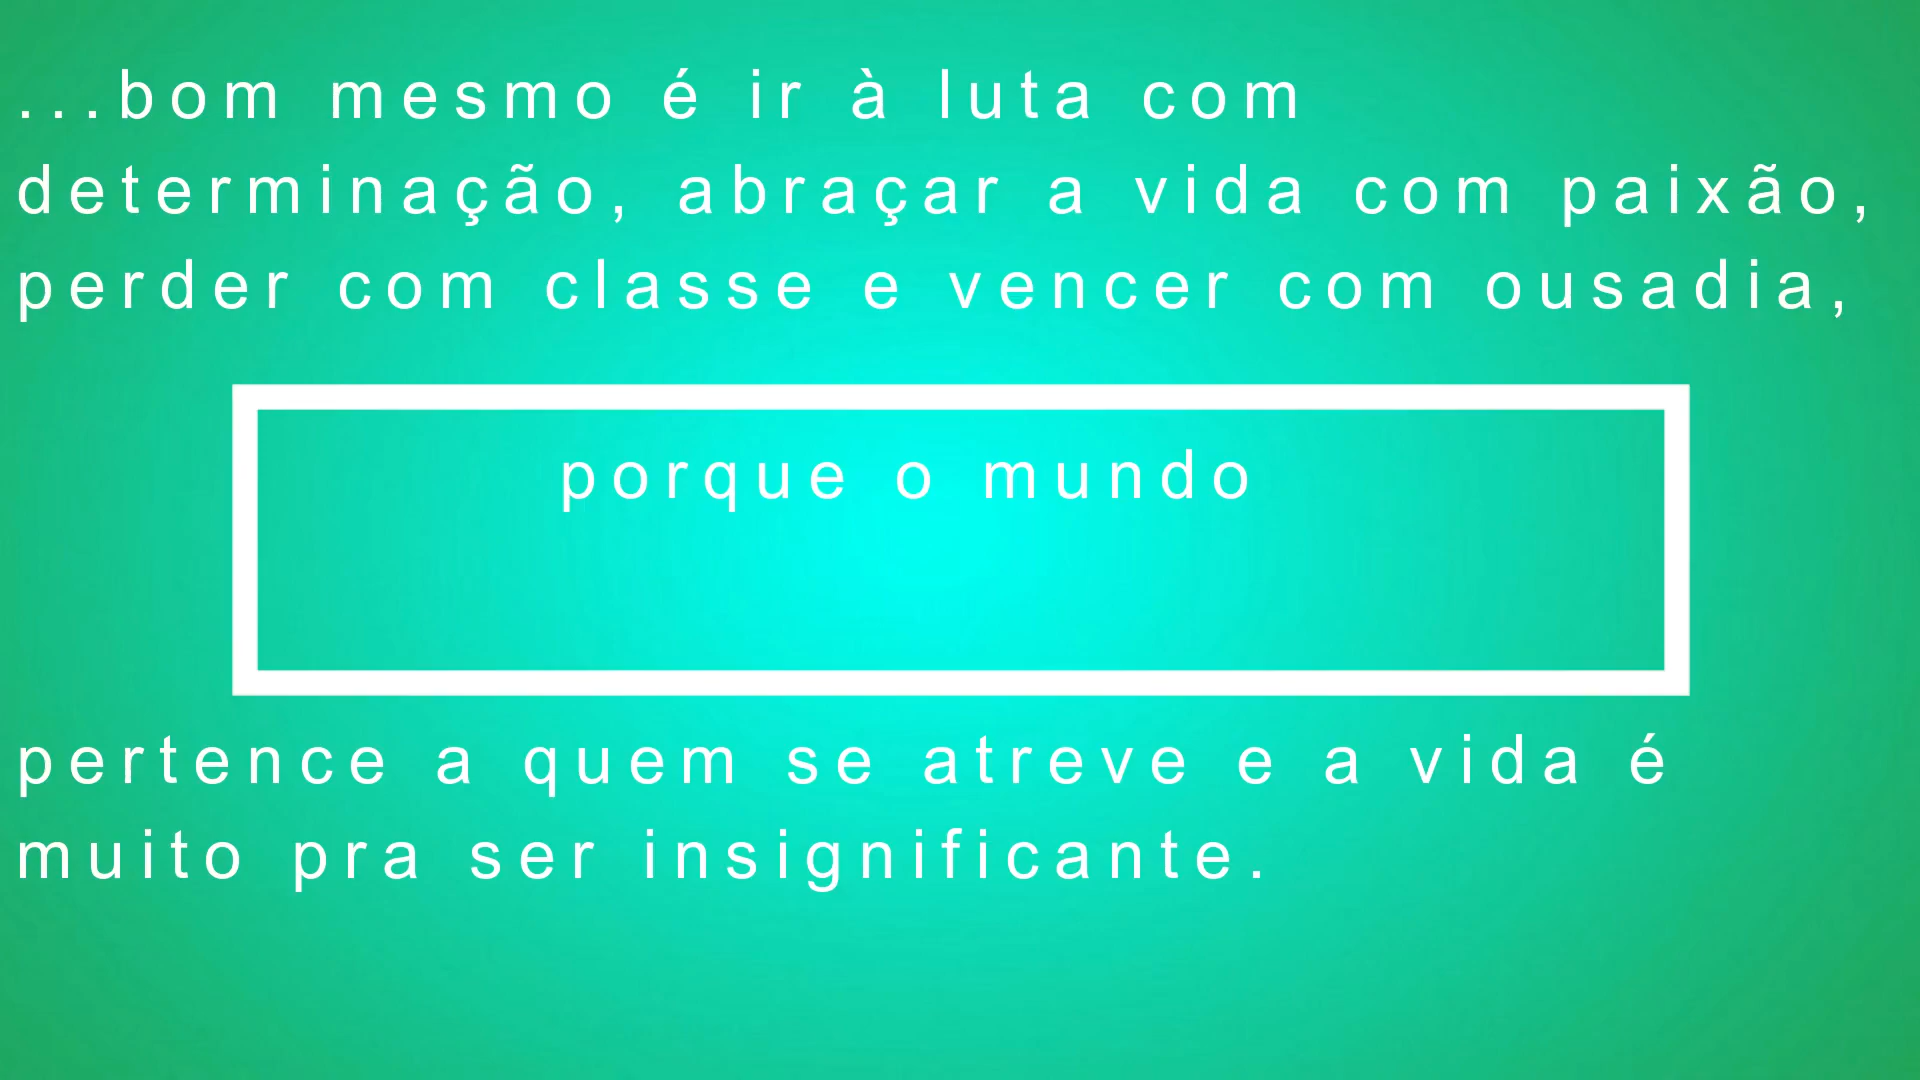 ...bom mesmo é ir à luta com
determinação, abraçar a vida com paixão,
perder com classe e vencer com ousadia,
porque o mundo
pertence a quem se atreve e a vida é
muito pra ser insignificante.